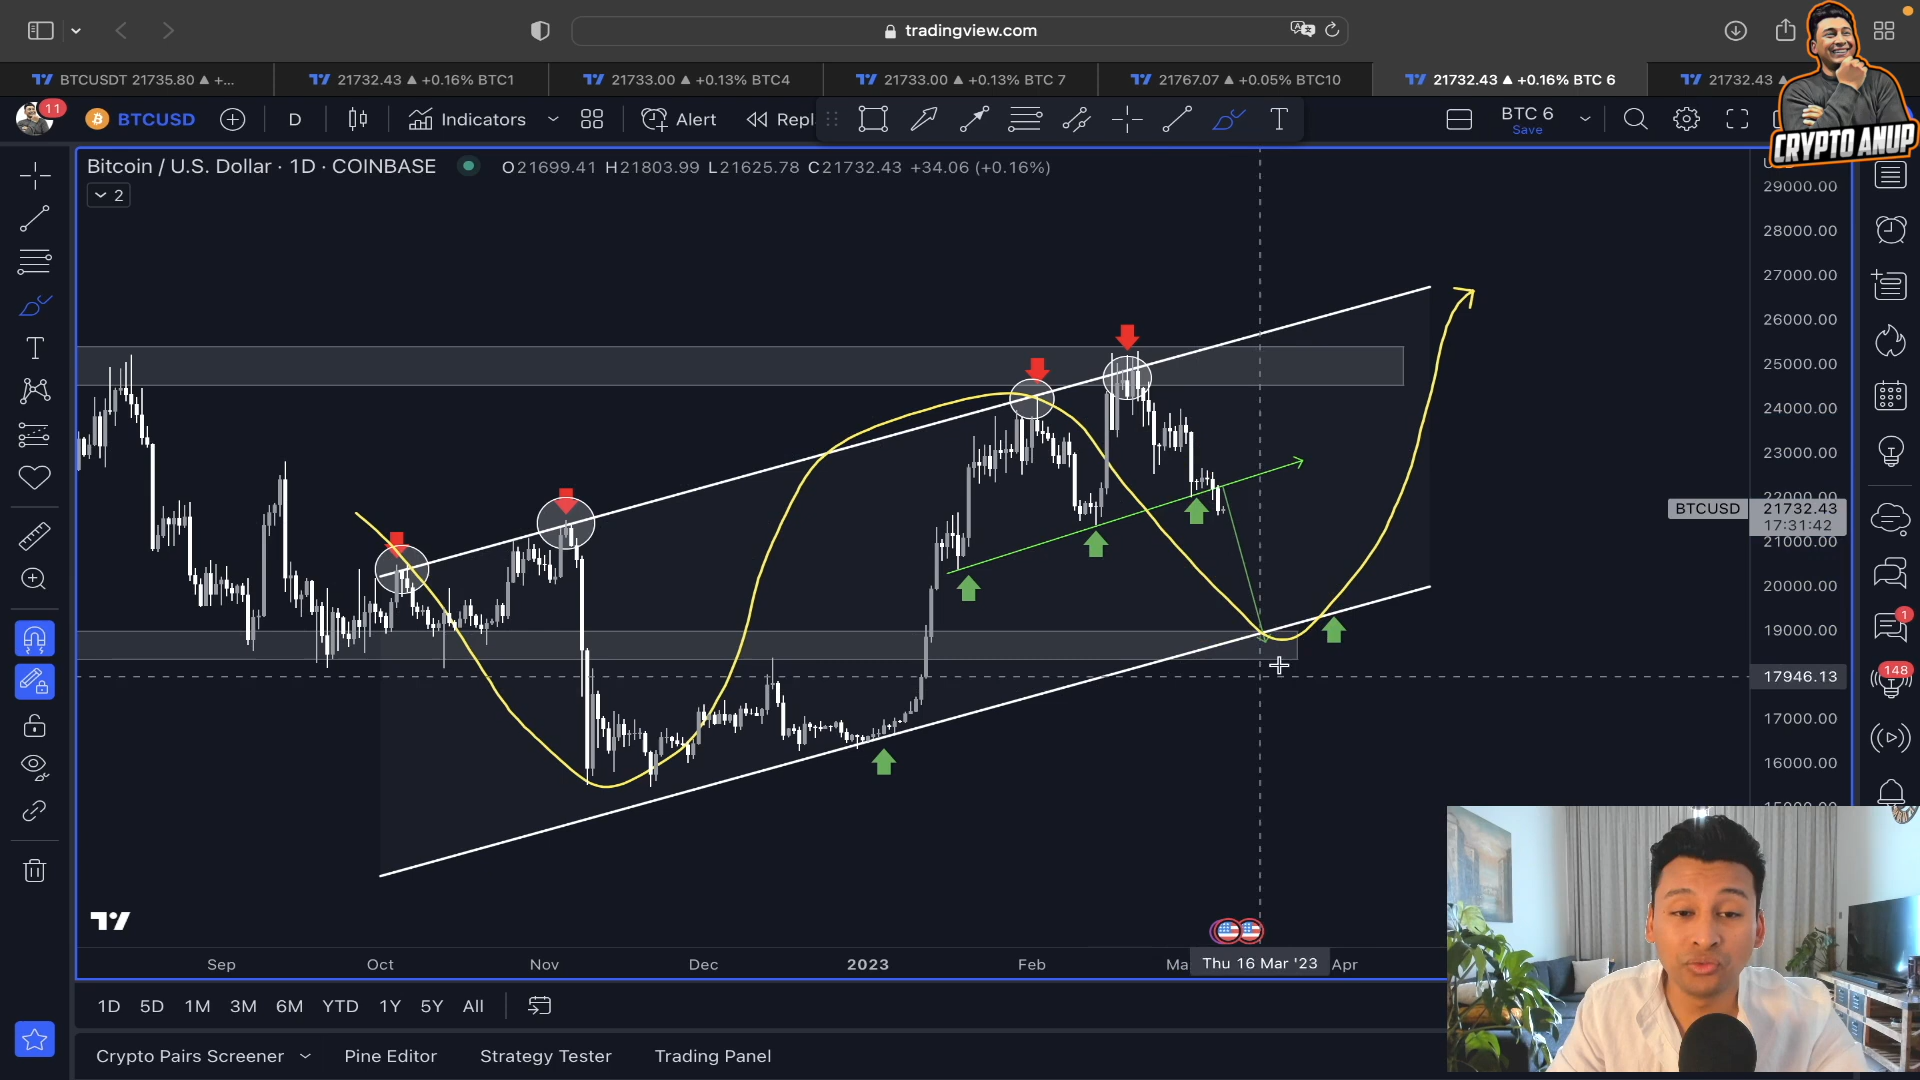 tradingview.com
BTCUSDT 21735.80 ▲ +...
21732.43 ▲ +0.16% BTC1
21733.00 ▲ +0.13% BTC4
21733.00 ▲ +0.13% BTC 7
21767.07 ▲ +0.05% BTC10
21732.43 ▲ +0.16% BTC 6
21732.43 ▲
CRYPTO ANUP
11
BTCUSD
D
Indicators
Alert
Repl
T
BTC 6
Save
Bitcoin / U.S. Dollar · 1D · COINBASE
O21699.41 H21803.99 L21625.78 C21732.43 +34.06 (+0.16%)
2
29000.00
28000.00
27000.00
26000.00
25000.00
24000.00
23000.00
22000.00
BTCUSD
21732.43
17:31:42
21000.00
20000.00
19000.00
17946.13
17000.00
16000.00
15000.00
1
148
Sep
Oct
Nov
Dec
2023
Feb
Ma
Thu 16 Mar '23
Apr
1D
5D
1M
3M
6M
YTD
1Y
5Y
All
Crypto Pairs Screener
Pine Editor
Strategy Tester
Trading Panel